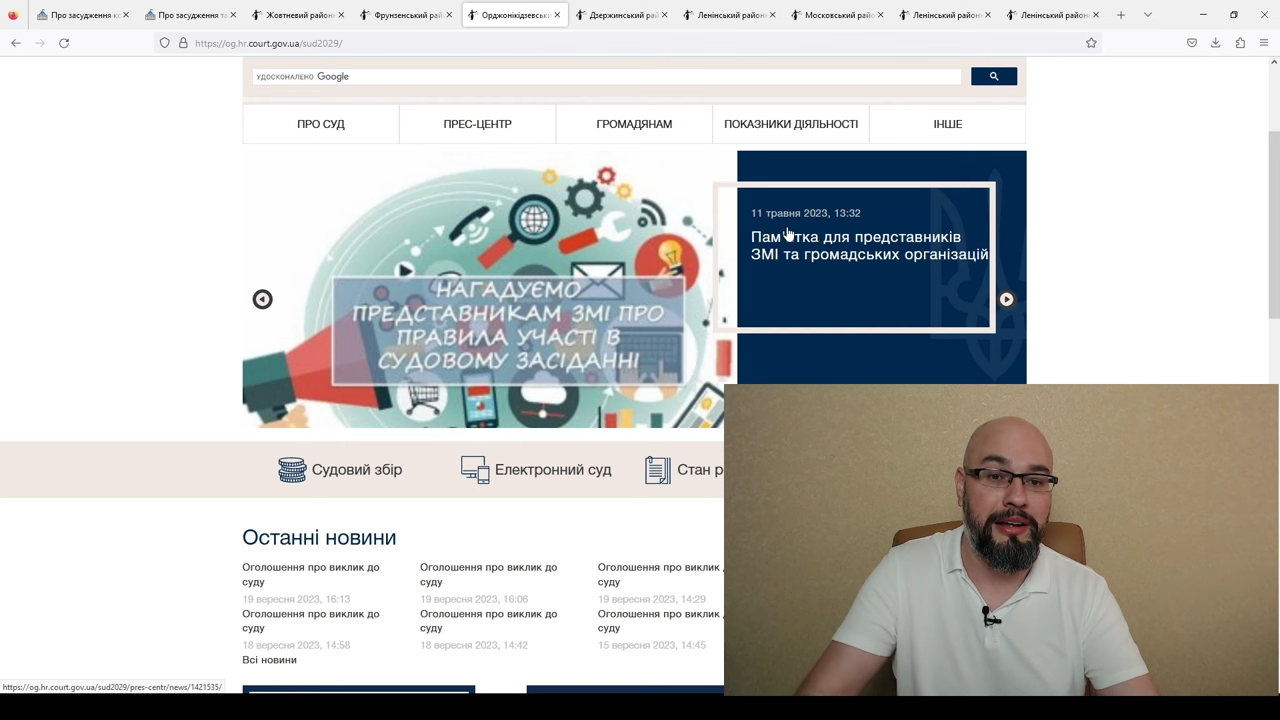 Про засудження ко
Про засудження та
Жовтневий район
Фрунзенський рай
Орджонікідзевськи
Дзержинський рай
Ленінський район
Московський райо
Ленінський район
Ленінський район
https://og.hr.court.gov.ua/sud2029/
УДОСКОНАЛЕНО Google
ПРО СУД
ПРЕС-ЦЕНТР
ГРОМАДЯНАМ
ПОКАЗНИКИ ДІЯЛЬНОСТІ
ІНШЕ
НАГАДУЄМО
ПРЕДСТАВНИКАМ ЗМІ ПРО
ПРАВИЛА УЧАСТІ В
СУДОВОМУ ЗАСІДАННІ
11 травня 2023, 13:32
для представників
ЗМІ та громадських організацій
Судовий збір
Електронний суд
Стан р
Останні новини
Оголошення про виклик до
суду
19 вересня 2023, 16:13
Оголошення про виклик до
суду
19 вересня 2023, 16:06
Оголошення про виклик
суду
19 вересня 2023, 14:29
Оголошення про виклик до
суду
18 вересня 2023, 14:58
Оголошення про виклик до
суду
18 вересня 2023, 14:42
Оголошення про виклик
суду
15 вересня 2023, 14:45
Всі новини
https://og.hr.court.gov.ua/sud2029/pres-centr/news/1421535/